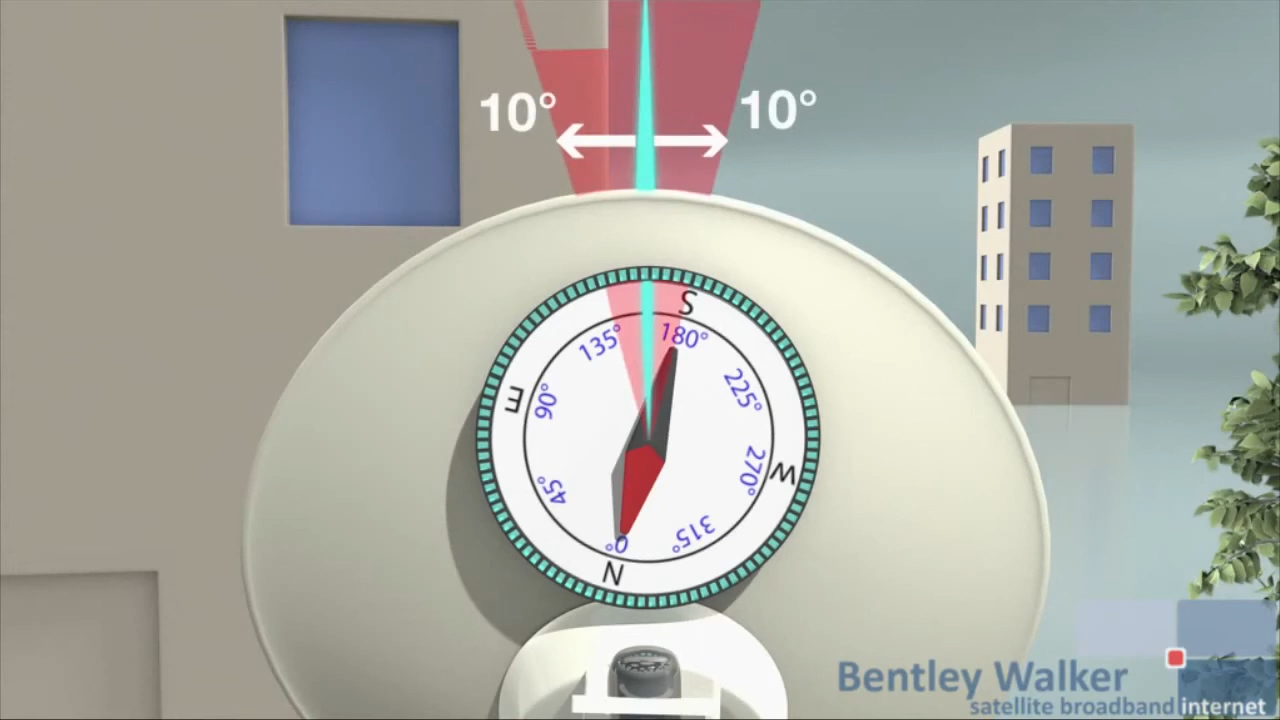 10° 10°
S
180°
135°
225°
E
90°
W
270°
45°
315°
0°
N
Bentley Walker
satellite broadband internet